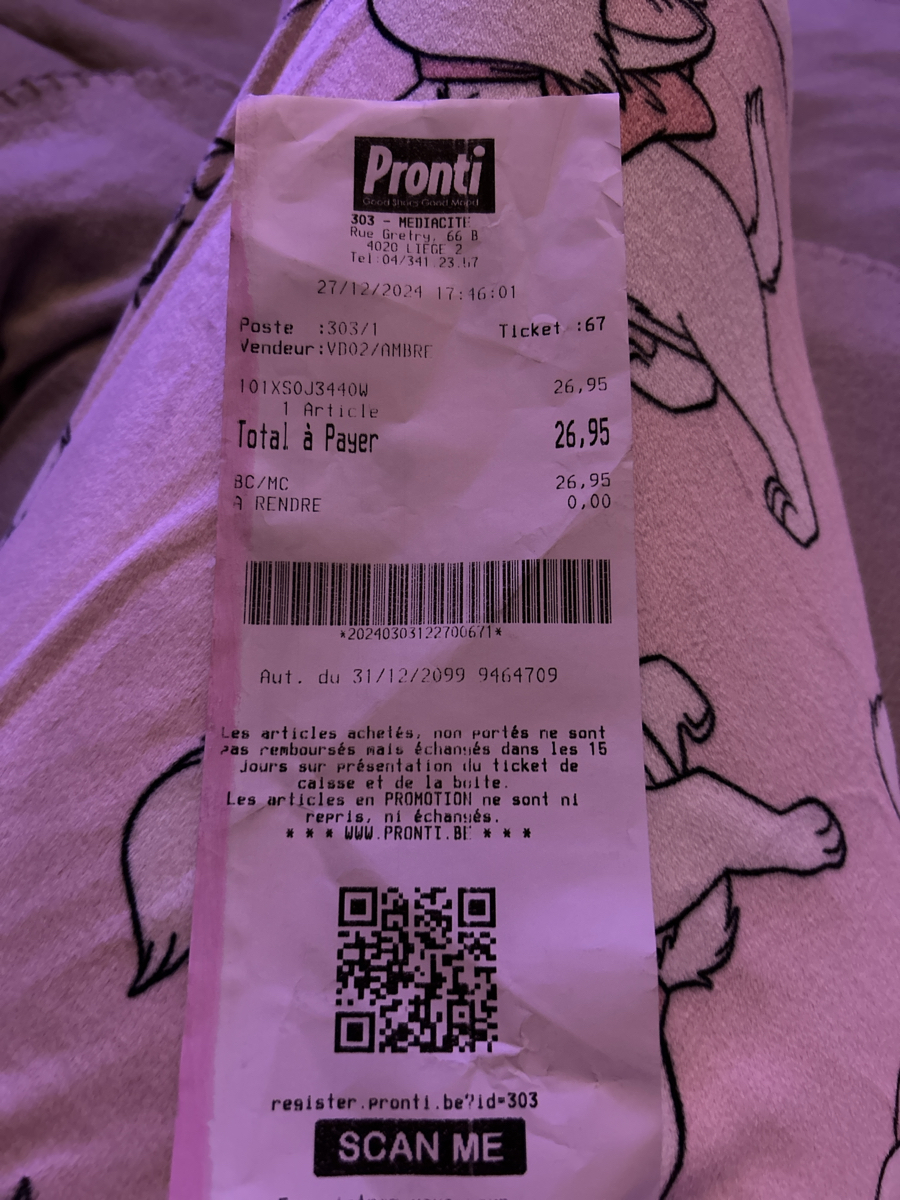 Pronti
Good Shoes Good Mood
303 - MEDIACITE
Rue Gretry, 66 B
4020 LIEGE 2
Tel:04/341.23.67
27/12/2024 17:46:01
Poste :303/1 Ticket :67
Vendeur:VD02/AMBRE
101XSOJ3440W 26,95
1 Article
Total à Payer 26,95
BC/MC 26,95
A RENDRE 0,00
*20240303122700671*
Aut. du 31/12/2099 9464709
Les articles achetés, non portés ne sont
pas remboursés mais échangés dans les 15
jours sur présentation du ticket de
caisse et de la boite.
Les articles en PROMOTION ne sont ni
repris, ni échangés.
* * * WWW.PRONTI.BE * * *
register.pronti.be?id=303
SCAN ME